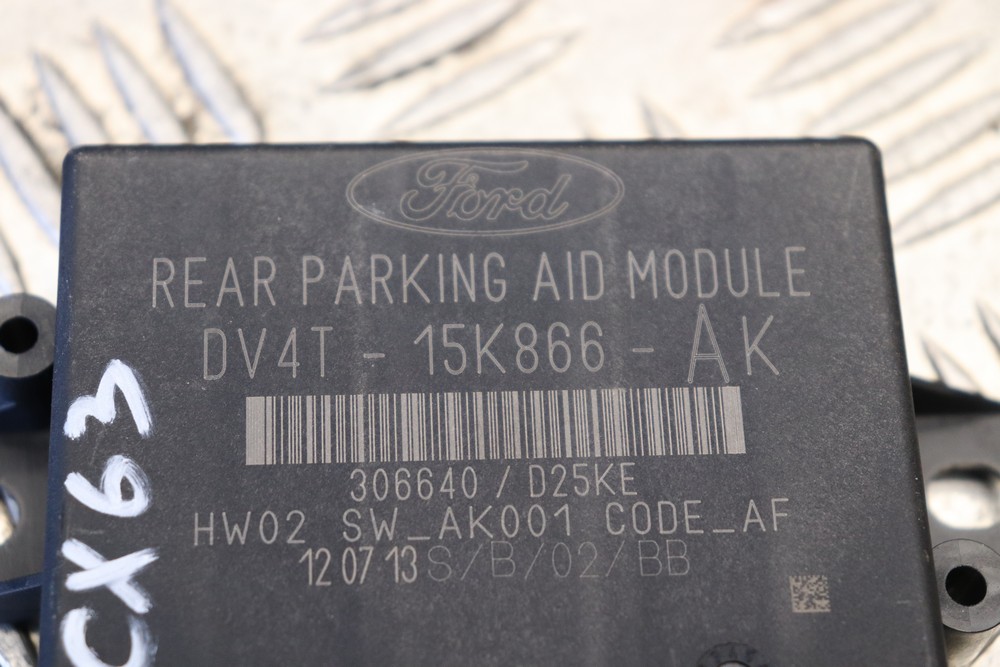 Ford
REAR PARKING AID MODULE
DV4T - 15K866 - AK
306640 / D25KE
HW02 SW_AK001 CODE_AF
12 07 13 S/B/02/BB
CX63